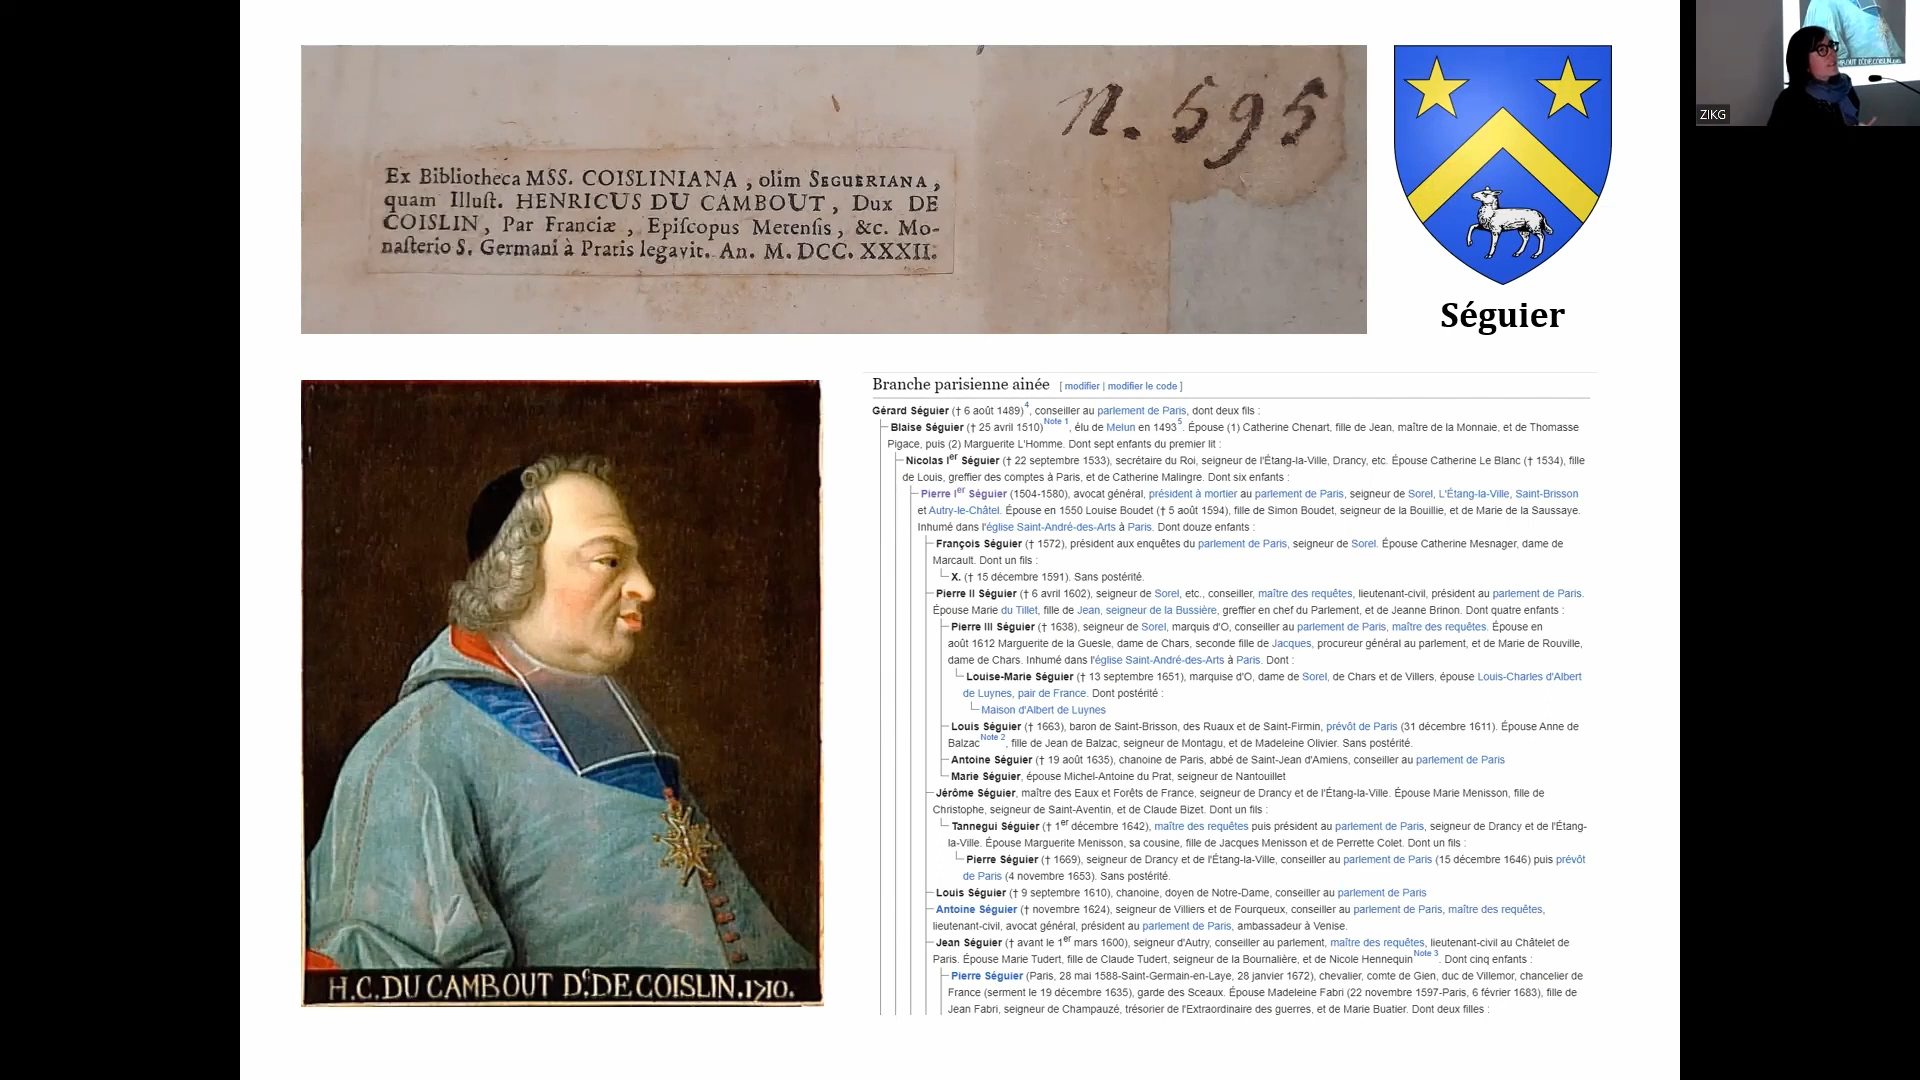 n. 595
Ex Bibliotheca MSS. COISLINIANA, olim SEGUERIANA,
quam Illuſt. HENRICUS DU CAMBOUT, Dux DE
COISLIN, Par Franciæ, Epiſcopus Metenſis, &c. Mo-
naſterio S. Germani à Pratis legavit. An. M. DCC. XXXII.
Séguier
ZIKG
H.C.DU CAMBOUT Dc. DE COISLIN.1710.
Branche parisienne ainée [ modifier | modifier le code ]
Gérard Séguier († 6 août 1489)4, conseiller au parlement de Paris, dont deux fils :
Blaise Séguier († 25 avril 1510)Note 1, élu de Melun en 14935. Épouse (1) Catherine Chenart, fille de Jean, maître de la Monnaie, et de Thomasse
Pigace, puis (2) Marguerite L'Homme. Dont sept enfants du premier lit :
Nicolas Ier Séguier († 22 septembre 1533), secrétaire du Roi, seigneur de l'Étang-la-Ville, Drancy, etc. Épouse Catherine Le Blanc († 1534), fille
de Louis, greffier des comptes à Paris, et de Catherine Malingre. Dont six enfants :
Pierre Ier Séguier (1504-1580), avocat général, président à mortier au parlement de Paris, seigneur de Sorel, L'Étang-la-Ville, Saint-Brisson
et Autry-le-Châtel. Épouse en 1550 Louise Boudet († 5 août 1594), fille de Simon Boudet, seigneur de la Bouillie, et de Marie de la Saussaye.
Inhumé dans l'église Saint-André-des-Arts à Paris. Dont douze enfants :
François Séguier († 1572), président aux enquêtes du parlement de Paris, seigneur de Sorel. Épouse Catherine Mesnager, dame de
Marcault. Dont un fils :
X. († 15 décembre 1591). Sans postérité.
Pierre II Séguier († 6 avril 1602), seigneur de Sorel, etc., conseiller, maître des requêtes, lieutenant-civil, président au parlement de Paris.
Épouse Marie du Tillet, fille de Jean, seigneur de la Bussière, greffier en chef du Parlement, et de Jeanne Brinon. Dont quatre enfants :
Pierre III Séguier († 1638), seigneur de Sorel, marquis d'O, conseiller au parlement de Paris, maître des requêtes. Épouse en
août 1612 Marguerite de la Guesle, dame de Chars, seconde fille de Jacques, procureur général au parlement, et de Marie de Rouville,
dame de Chars. Inhumé dans l'église Saint-André-des-Arts à Paris. Dont :
Louise-Marie Séguier († 13 septembre 1651), marquise d'O, dame de Sorel, de Chars et de Villers, épouse Louis-Charles d'Albert
de Luynes, pair de France. Dont postérité :
Maison d'Albert de Luynes
Louis Séguier († 1663), baron de Saint-Brisson, des Ruaux et de Saint-Firmin, prévôt de Paris (31 décembre 1611). Épouse Anne de
BalzacNote 2, fille de Jean de Balzac, seigneur de Montagu, et de Madeleine Olivier. Sans postérité.
Antoine Séguier († 19 août 1635), chanoine de Paris, abbé de Saint-Jean d'Amiens, conseiller au parlement de Paris
Marie Séguier, épouse Michel-Antoine du Prat, seigneur de Nantouillet
Jérôme Séguier, maître des Eaux et Forêts de France, seigneur de Drancy et de l'Étang-la-Ville. Épouse Marie Menisson, fille de
Christophe, seigneur de Saint-Aventin, et de Claude Bizet. Dont un fils :
Tannegui Séguier († 1er décembre 1642), maître des requêtes puis président au parlement de Paris, seigneur de Drancy et de l'Étang-
la-Ville. Épouse Marguerite Menisson, sa cousine, fille de Jacques Menisson et de Perrette Colet. Dont un fils :
Pierre Séguier († 1669), seigneur de Drancy et de l'Étang-la-Ville, conseiller au parlement de Paris (15 décembre 1646) puis prévôt
de Paris (4 novembre 1653). Sans postérité.
Louis Séguier († 9 septembre 1610), chanoine, doyen de Notre-Dame, conseiller au parlement de Paris
Antoine Séguier († novembre 1624), seigneur de Villiers et de Fourqueux, conseiller au parlement de Paris, maître des requêtes,
lieutenant-civil, avocat général, président au parlement de Paris, ambassadeur à Venise.
Jean Séguier († avant le 1er mars 1600), seigneur d'Autry, conseiller au parlement, maître des requêtes, lieutenant-civil au Châtelet de
Paris. Épouse Marie Tudert, fille de Claude Tudert, seigneur de la Bournalière, et de Nicole HennequinNote 3. Dont cinq enfants :
Pierre Séguier (Paris, 28 mai 1588-Saint-Germain-en-Laye, 28 janvier 1672), chevalier, comte de Gien, duc de Villemor, chancelier de
France (serment le 19 décembre 1635), garde des Sceaux. Épouse Madeleine Fabri (22 novembre 1597-Paris, 6 février 1683), fille de
Jean Fabri, seigneur de Champauzé, trésorier de l'Extraordinaire des guerres, et de Marie Buatier. Dont deux filles :